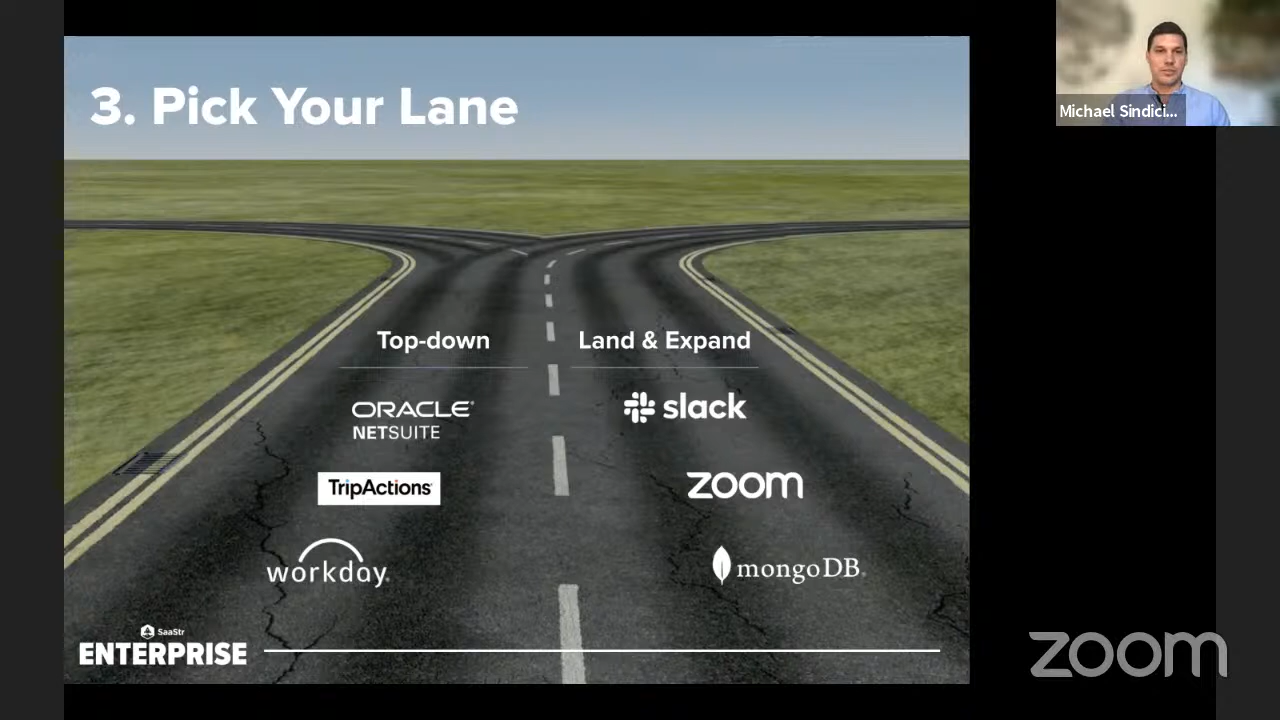 3. Pick Your Lane
Michael Sindici...
Top-down
Land & Expand
ORACLE®
NETSUITE
slack
TripActions
zoom
workday®
mongoDB®
SaaStr
ENTERPRISE
zoom